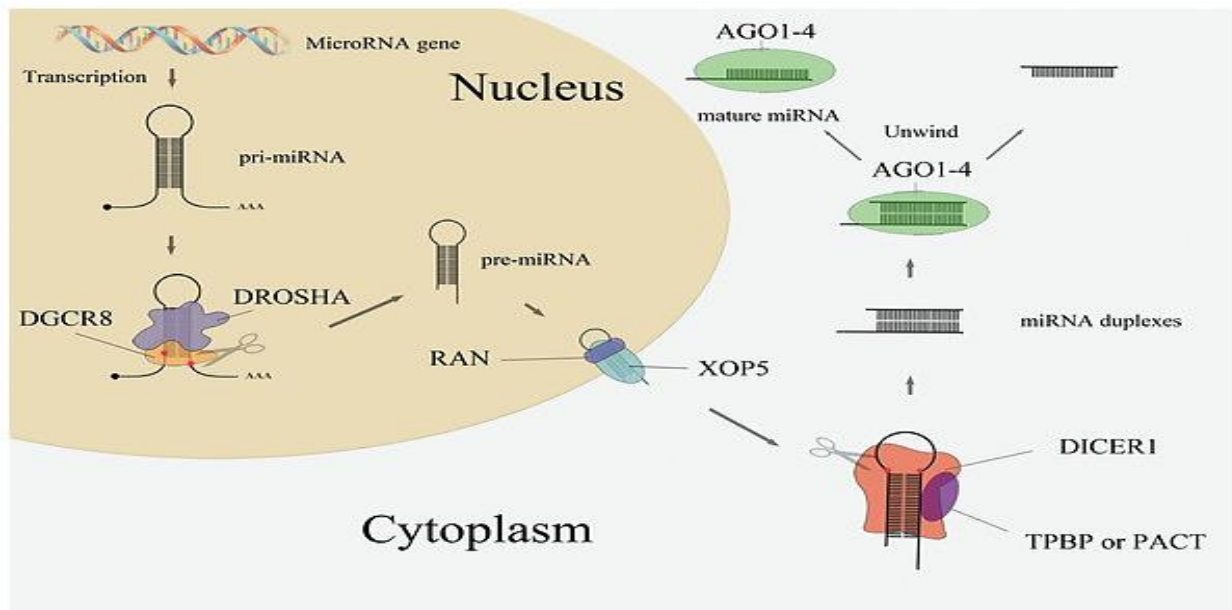 MicroRNA gene
Transcription
Nucleus
pri-miRNA
AAA
DROSHA
DGCR8
AAA
pre-miRNA
RAN
XOP5
Cytoplasm
DICER1
TPBP or PACT
miRNA duplexes
AGO1-4
Unwind
AGO1-4
mature miRNA